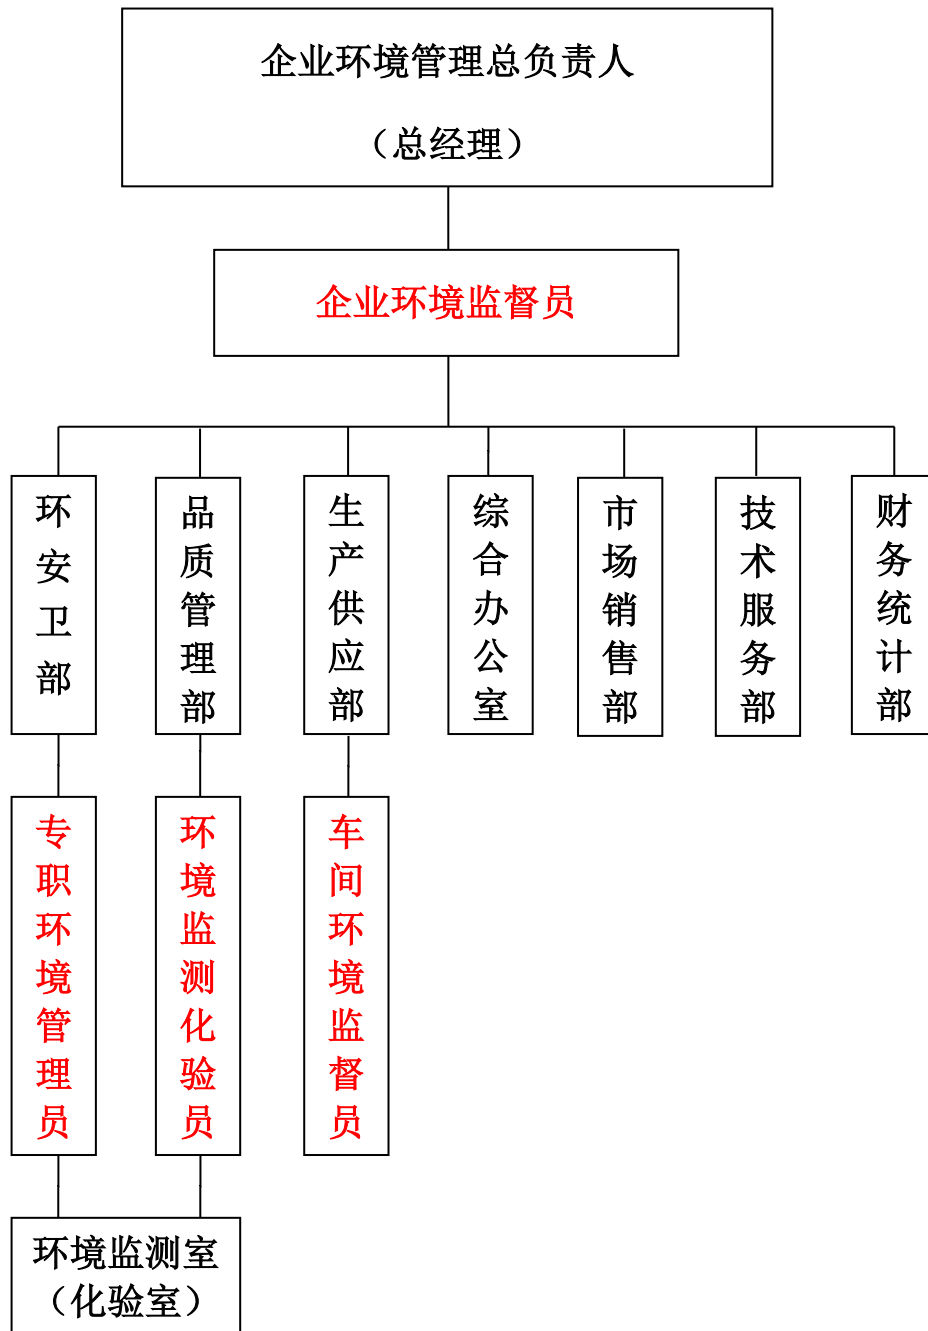 企业环境管理总负责人
（总经理）
企业环境监督员
环安卫部
品质管理部
生产供应部
综合办公室
市场销售部
技术服务部
财务统计部
专职环境管理员
环境监测化验员
车间环境监督员
环境监测室
（化验室）